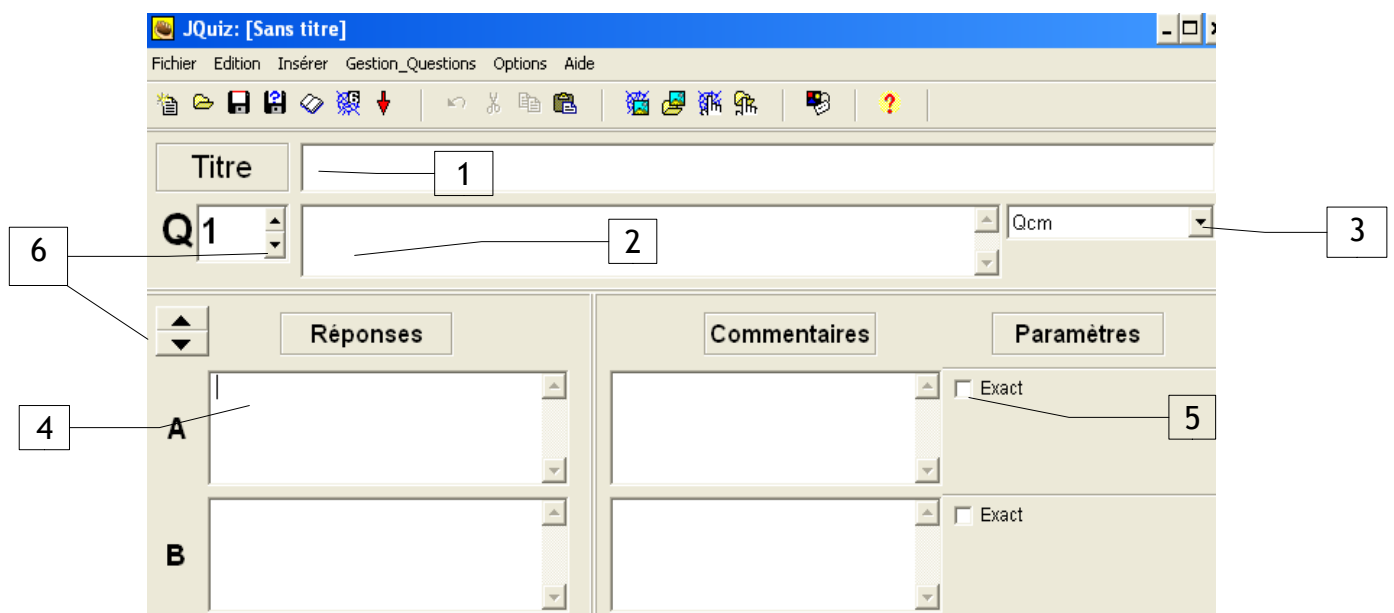 JQuiz: [Sans titre]
Fichier Edition Insérer Gestion_Questions Options Aide
Titre
1
Q 1
2
Qcm
3
6
Réponses
Commentaires
Paramètres
4
A
Exact
5
B
Exact